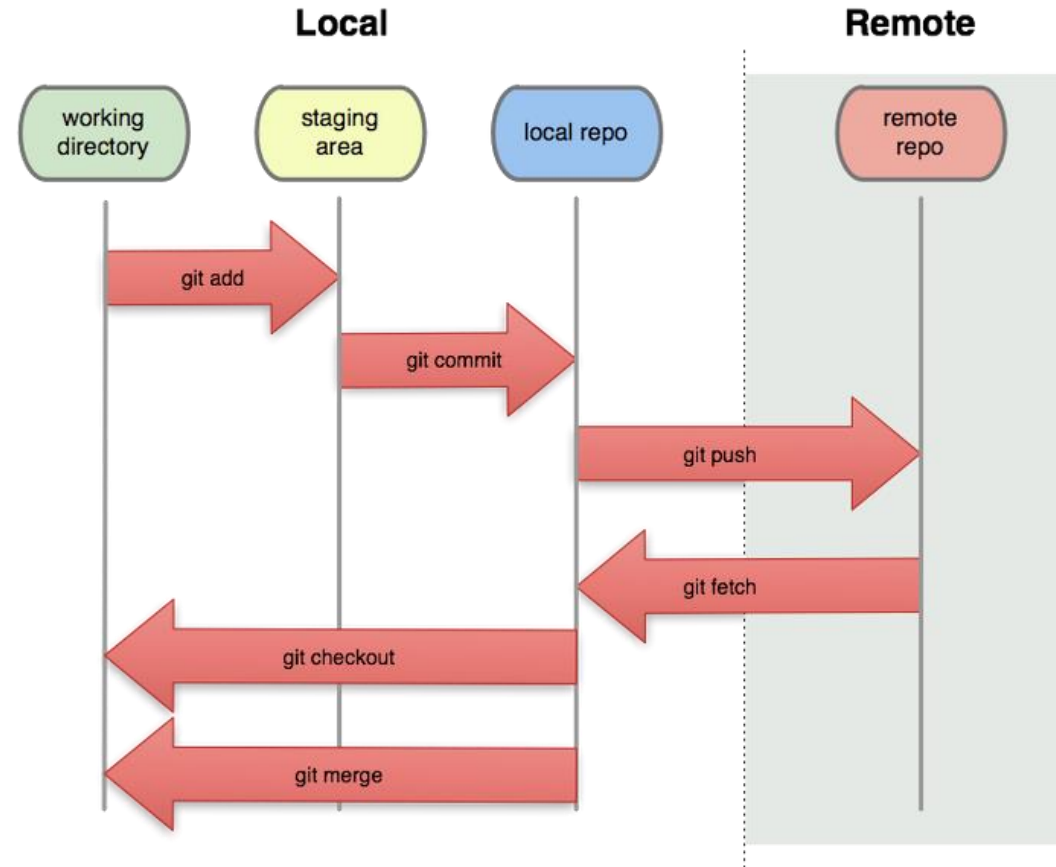 Local
Remote
working
directory
staging
area
local repo
remote
repo
git add
git commit
git push
git fetch
git checkout
git merge